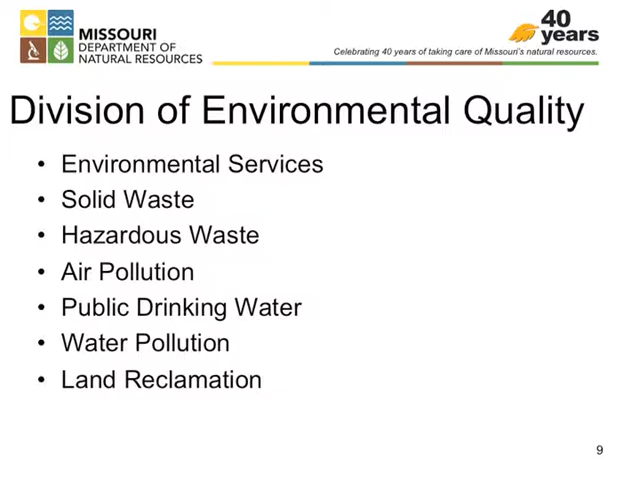 MISSOURI
DEPARTMENT OF
NATURAL RESOURCES
40
years
Celebrating 40 years of taking care of Missouri's natural resources.
Division of Environmental Quality
• Environmental Services
• Solid Waste
• Hazardous Waste
• Air Pollution
• Public Drinking Water
• Water Pollution
• Land Reclamation
9